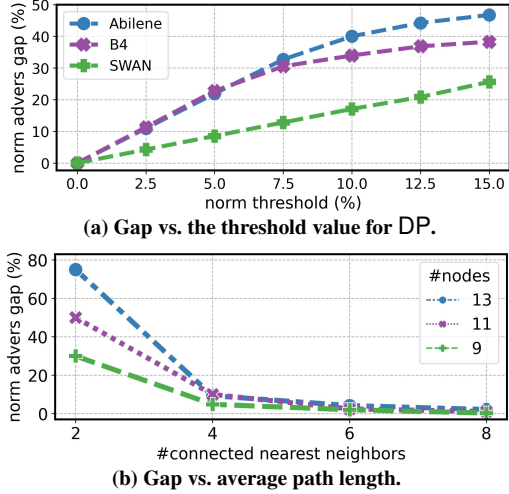 norm advers gap (%)
50
40
30
20
10
0
Abilene
B4
SWAN
0.0 2.5 5.0 7.5 10.0 12.5 15.0
norm threshold (%)
(a) Gap vs. the threshold value for DP.
norm advers gap (%)
80
60
40
20
0
#nodes
13
11
9
2 4 6 8
#connected nearest neighbors
(b) Gap vs. average path length.